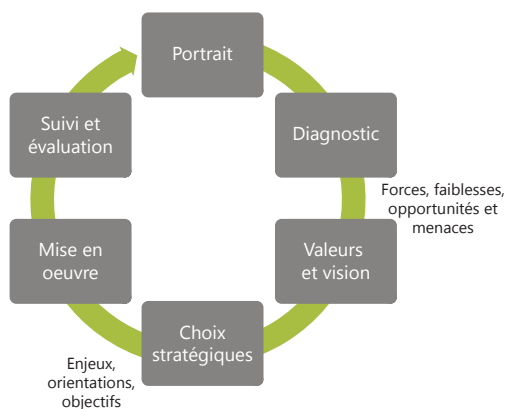 Portrait
Diagnostic
Forces, faiblesses,
opportunités et
menaces
Valeurs
et vision
Choix
stratégiques
Enjeux,
orientations,
objectifs
Mise en
oeuvre
Suivi et
évaluation